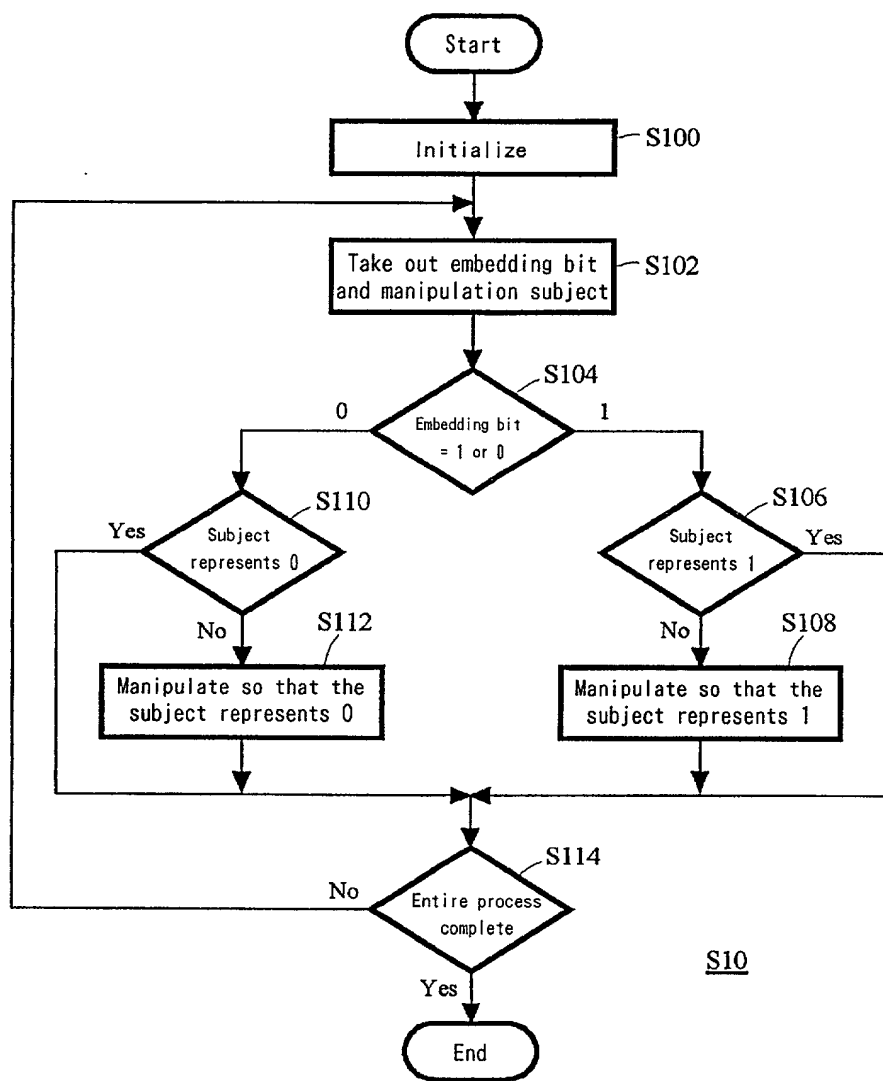 Start
Initialize
S100
Take out embedding bit
and manipulation subject
S102
S104
0
Embedding bit
= 1 or 0
1
S110
Yes
Subject
represents 0
S106
Subject
represents 1
Yes
No
S112
Manipulate so that the
subject represents 0
No
S108
Manipulate so that the
subject represents 1
S114
No
Entire process
complete
Yes
S10
End